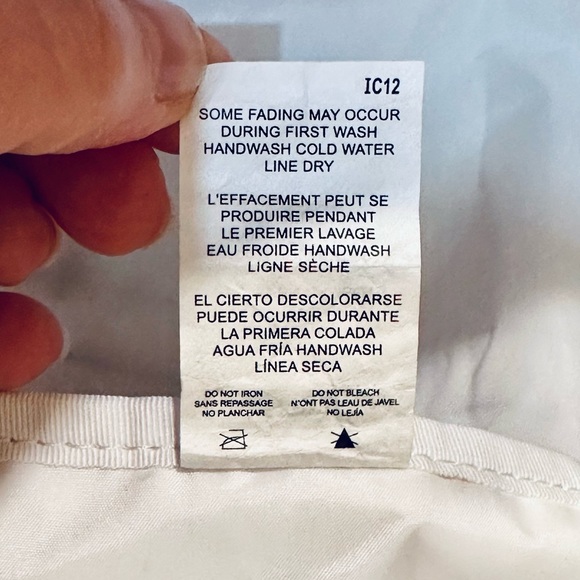 IC12
SOME FADING MAY OCCUR
DURING FIRST WASH
HANDWASH COLD WATER
LINE DRY
L'EFFACEMENT PEUT SE
PRODUIRE PENDANT
LE PREMIER LAVAGE
EAU FROIDE HANDWASH
LIGNE SÈCHE
EL CIERTO DESCOLORARSE
PUEDE OCURRIR DURANTE
LA PRIMERA COLADA
AGUA FRÍA HANDWASH
LÍNEA SECA
DO NOT IRON
SANS REPASSAGE
NO PLANCHAR
DO NOT BLEACH
N'ONT PAS LEAU DE JAVEL
NO LEJÍA